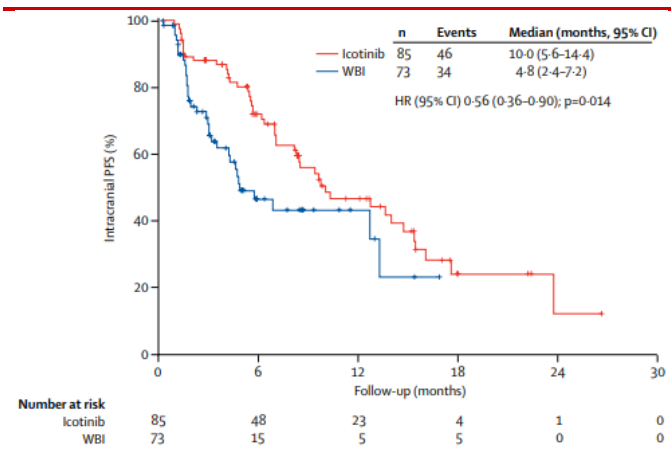 n Events Median (months, 95% CI)
Icotinib 85 46 10·0 (5·6–14·4)
WBI 73 34 4·8 (2·4–7·2)
HR (95% CI) 0·56 (0·36–0·90); p=0·014
Intracranial PFS (%)
100
80
60
40
20
0
0 6 12 18 24 30
Follow-up (months)
Number at risk
Icotinib 85 48 23 4 1 0
WBI 73 15 5 5 0 0